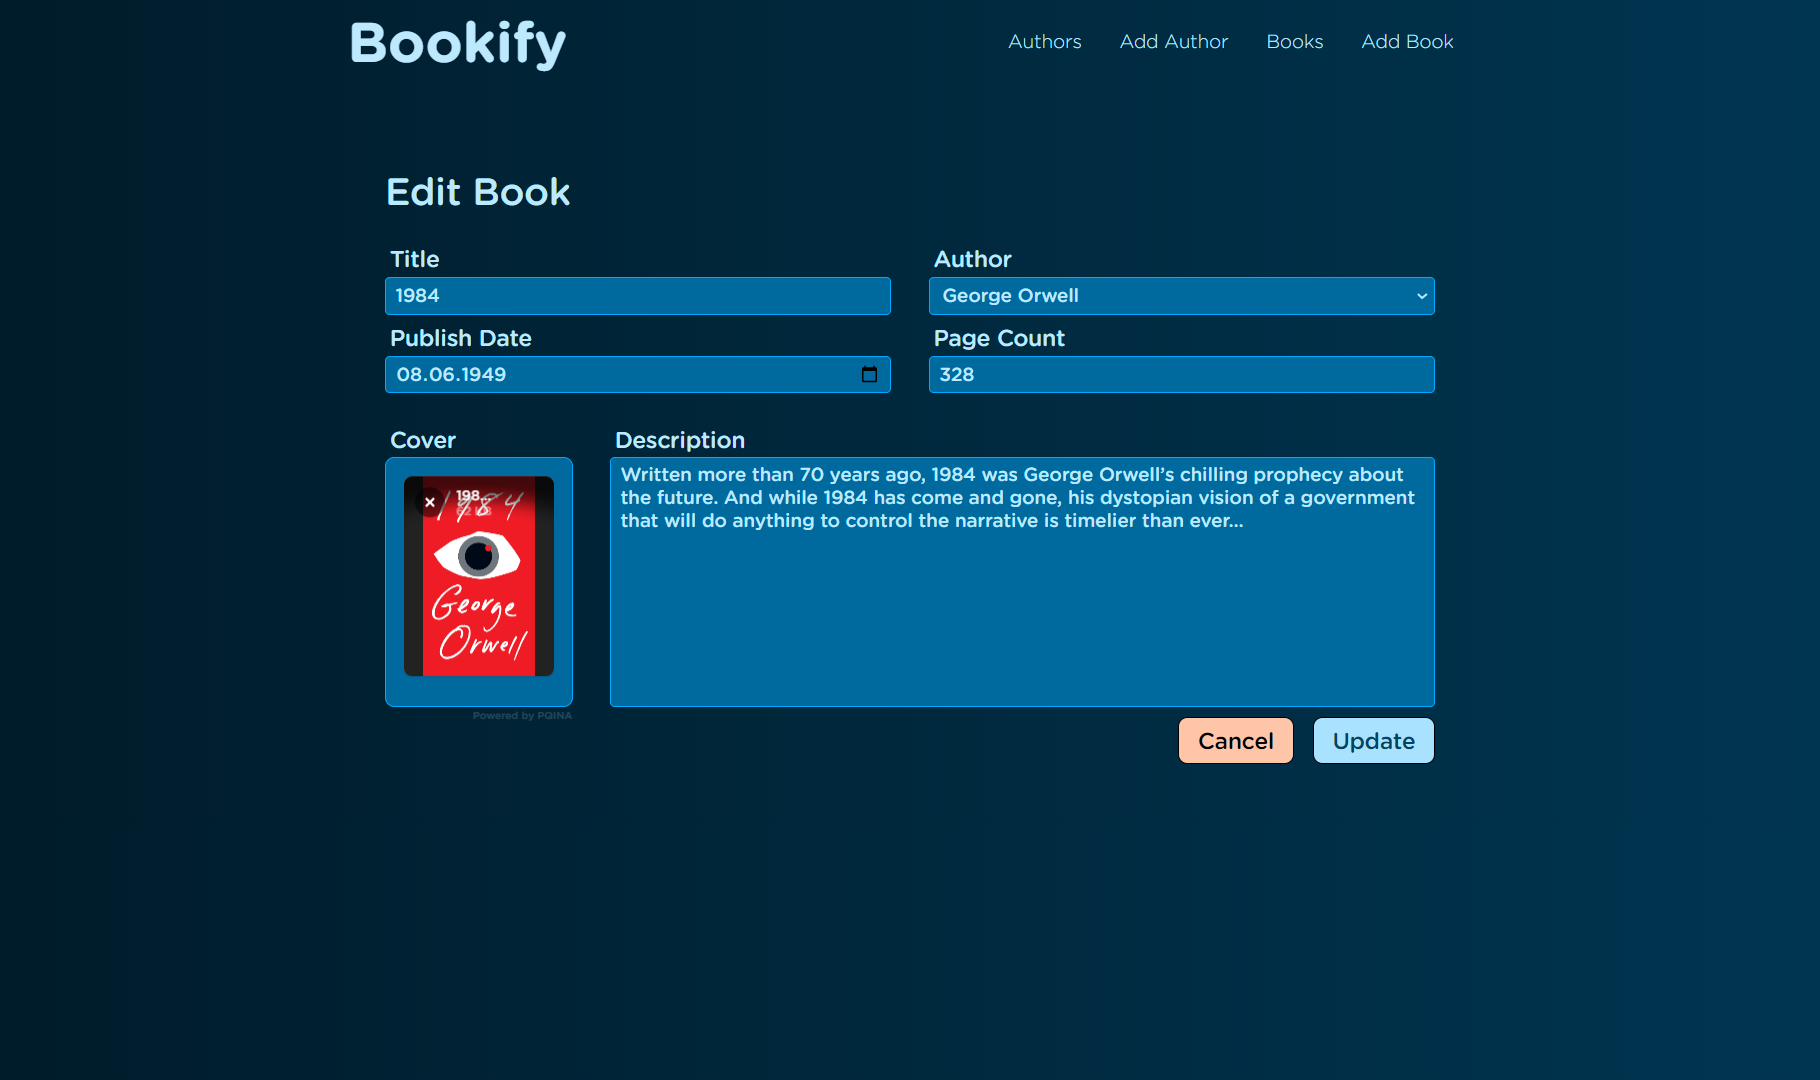 Bookify
Authors Add Author Books Add Book
Edit Book
Title
1984
Author
George Orwell
Publish Date
08.06.1949
Page Count
328
Cover
198...
1984
George
Orwell
Powered by PQINA
Description
Written more than 70 years ago, 1984 was George Orwell’s chilling prophecy about
the future. And while 1984 has come and gone, his dystopian vision of a government
that will do anything to control the narrative is timelier than ever...
Cancel Update